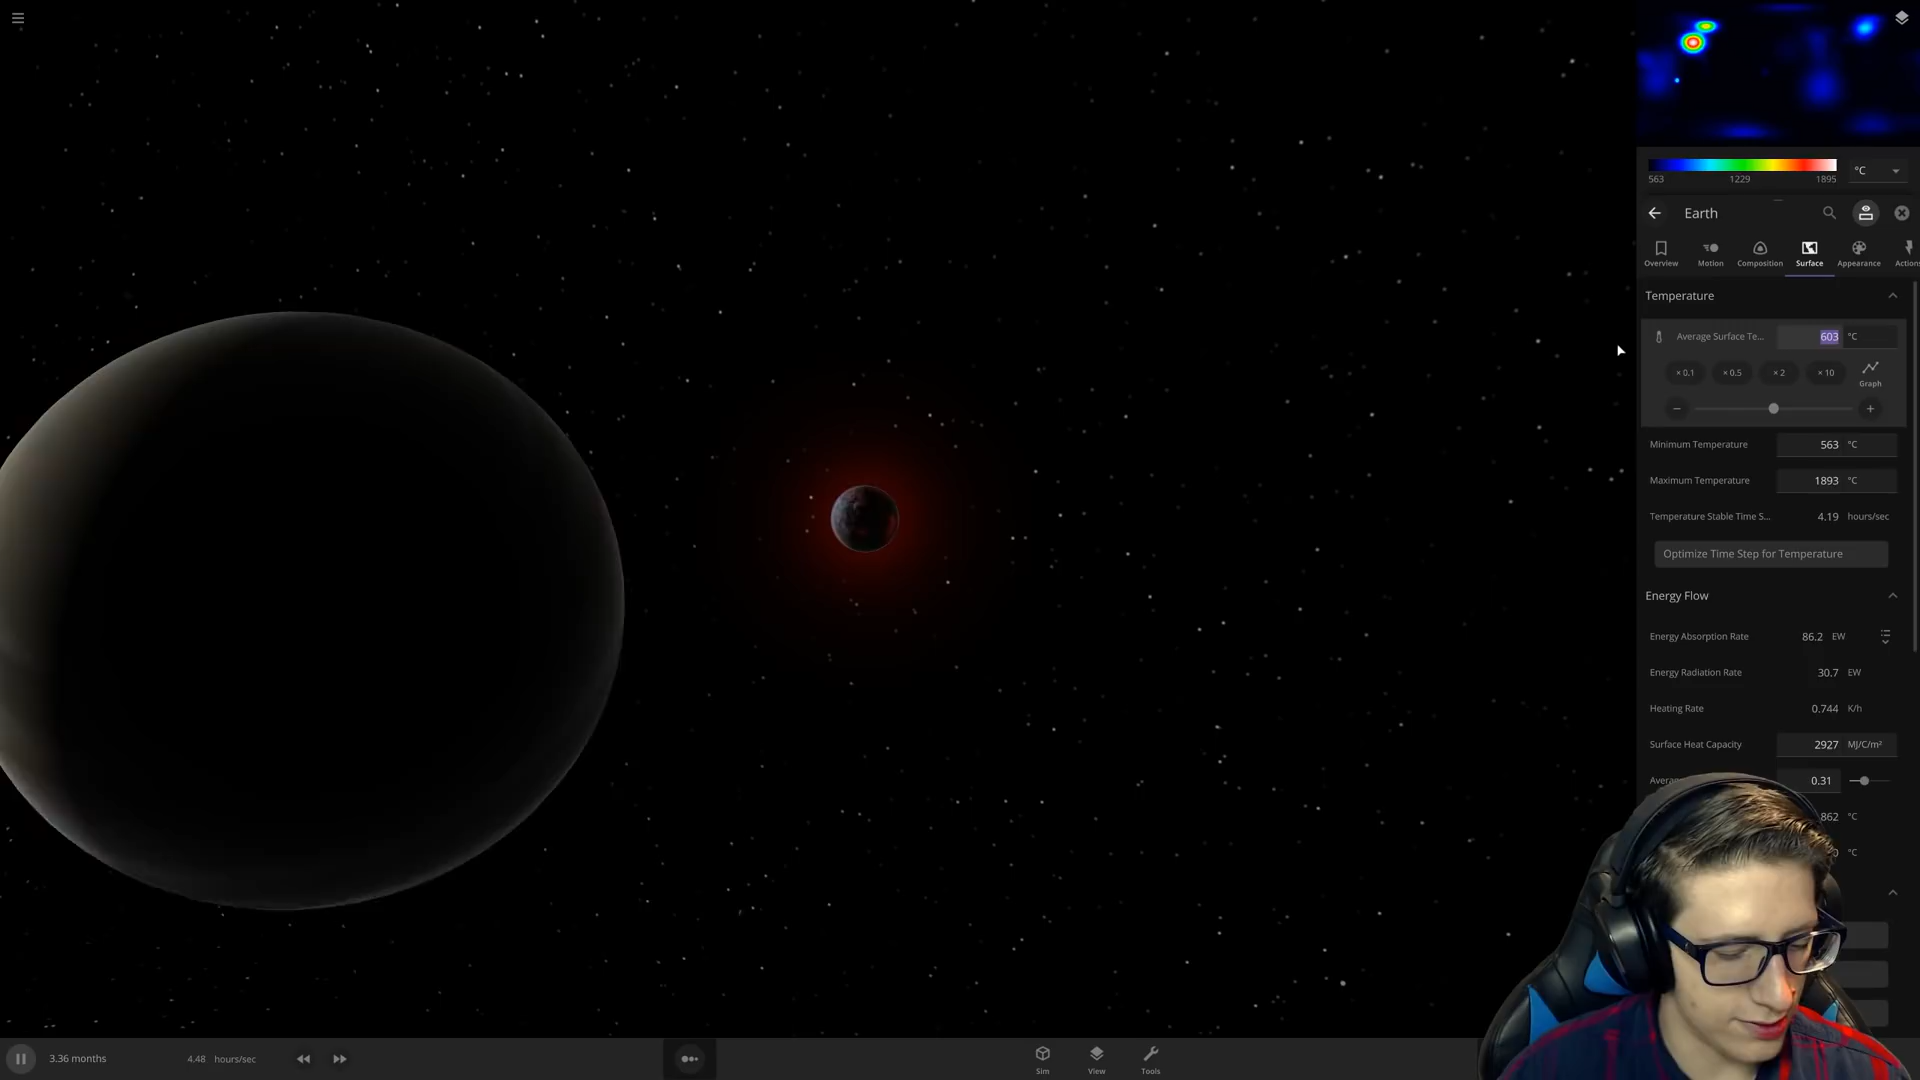 563 1229 1895 °C
Earth
Overview Motion Composition Surface Appearance Actions
Temperature
Average Surface Te... 603 °C
× 0.1 × 0.5 × 2 × 10 Graph
Minimum Temperature 563 °C
Maximum Temperature 1893 °C
Temperature Stable Time S... 4.19 hours/sec
Optimize Time Step for Temperature
Energy Flow
Energy Absorption Rate 86.2 EW
Energy Radiation Rate 30.7 EW
Heating Rate 0.744 K/h
Surface Heat Capacity 2927 MJ/C/m²
0.31
862 °C
°C
3.36 months 4.48 hours/sec Sim View Tools